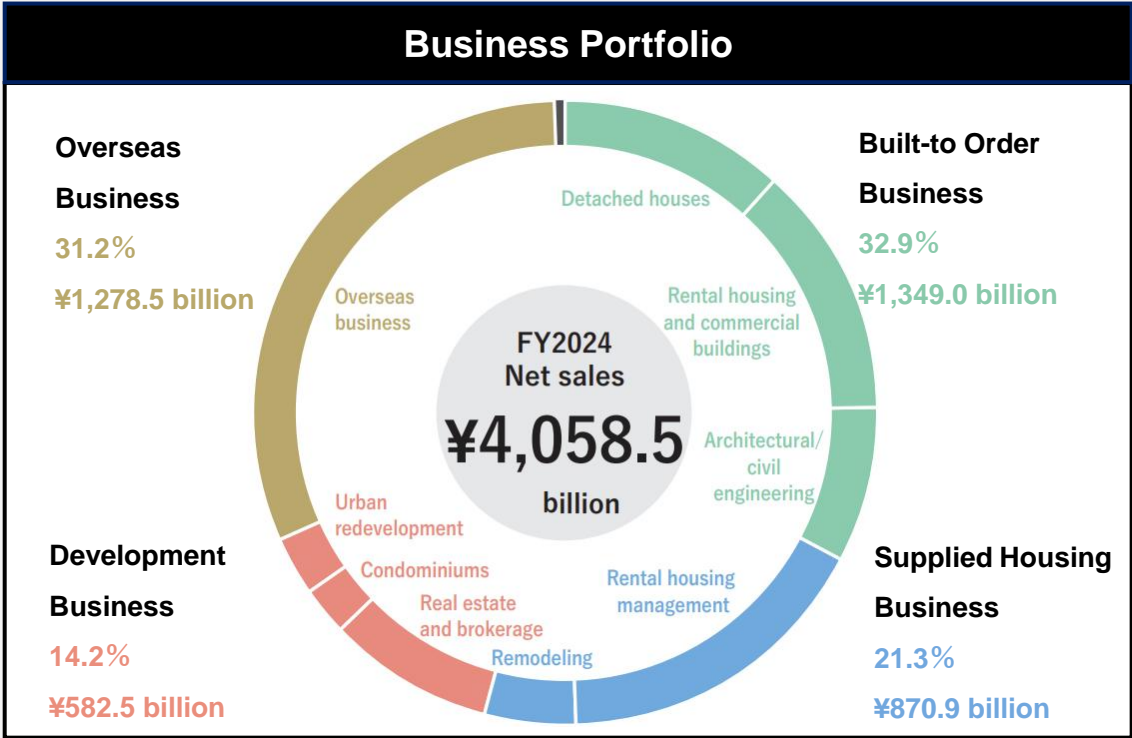 Business Portfolio
Overseas
Business
31.2%
¥1,278.5 billion
Built-to Order
Business
32.9%
¥1,349.0 billion
Detached houses
Rental housing
and commercial
buildings
Architectural/
civil
engineering
Overseas
business
FY2024
Net sales
¥4,058.5
billion
Urban
redevelopment
Condominiums
Real estate
and brokerage
Remodeling
Rental housing
management
Development
Business
14.2%
¥582.5 billion
Supplied Housing
Business
21.3%
¥870.9 billion